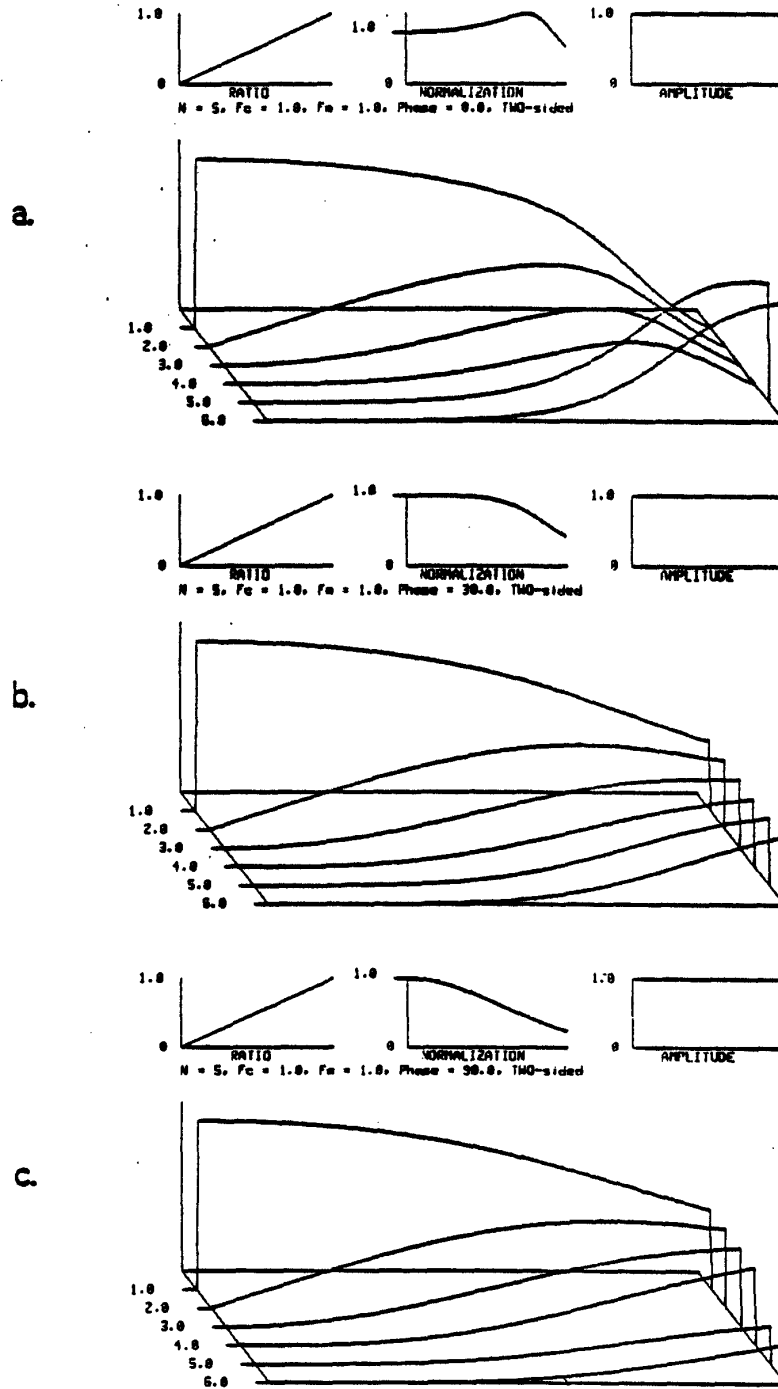 1.0
0
RATIO
1.0
NORMALIZATION
1.0
0
AMPLITUDE
N = 5, Fc = 1.0, Fm = 1.0, Phase = 0.0, TWO-sided
a.
1.0
2.0
3.0
4.0
5.0
6.0
1.0
0
RATIO
1.0
0
NORMALIZATION
1.0
0
AMPLITUDE
N = 5, Fc = 1.0, Fm = 1.0, Phase = 30.0, TWO-sided
b.
1.0
2.0
3.0
4.0
5.0
6.0
1.0
0
RATIO
1.0
0
NORMALIZATION
1.0
0
AMPLITUDE
N = 5, Fc = 1.0, Fm = 1.0, Phase = 90.0, TWO-sided
c.
1.0
2.0
3.0
4.0
5.0
6.0